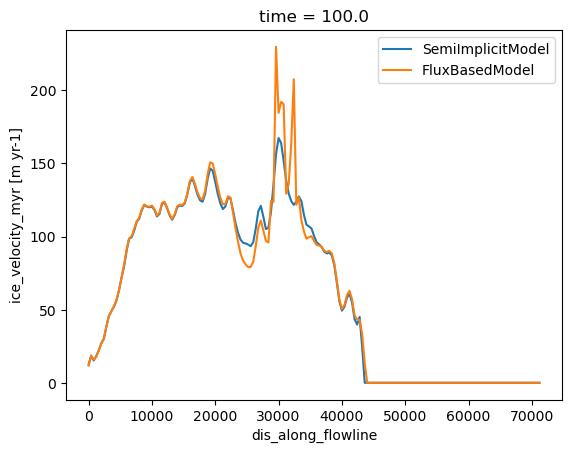 time = 100.0
SemiImplicitModel
FluxBasedModel
ice_velocity_myr [m yr-1]
200
150
100
50
0
0 10000 20000 30000 40000 50000 60000 70000
dis_along_flowline